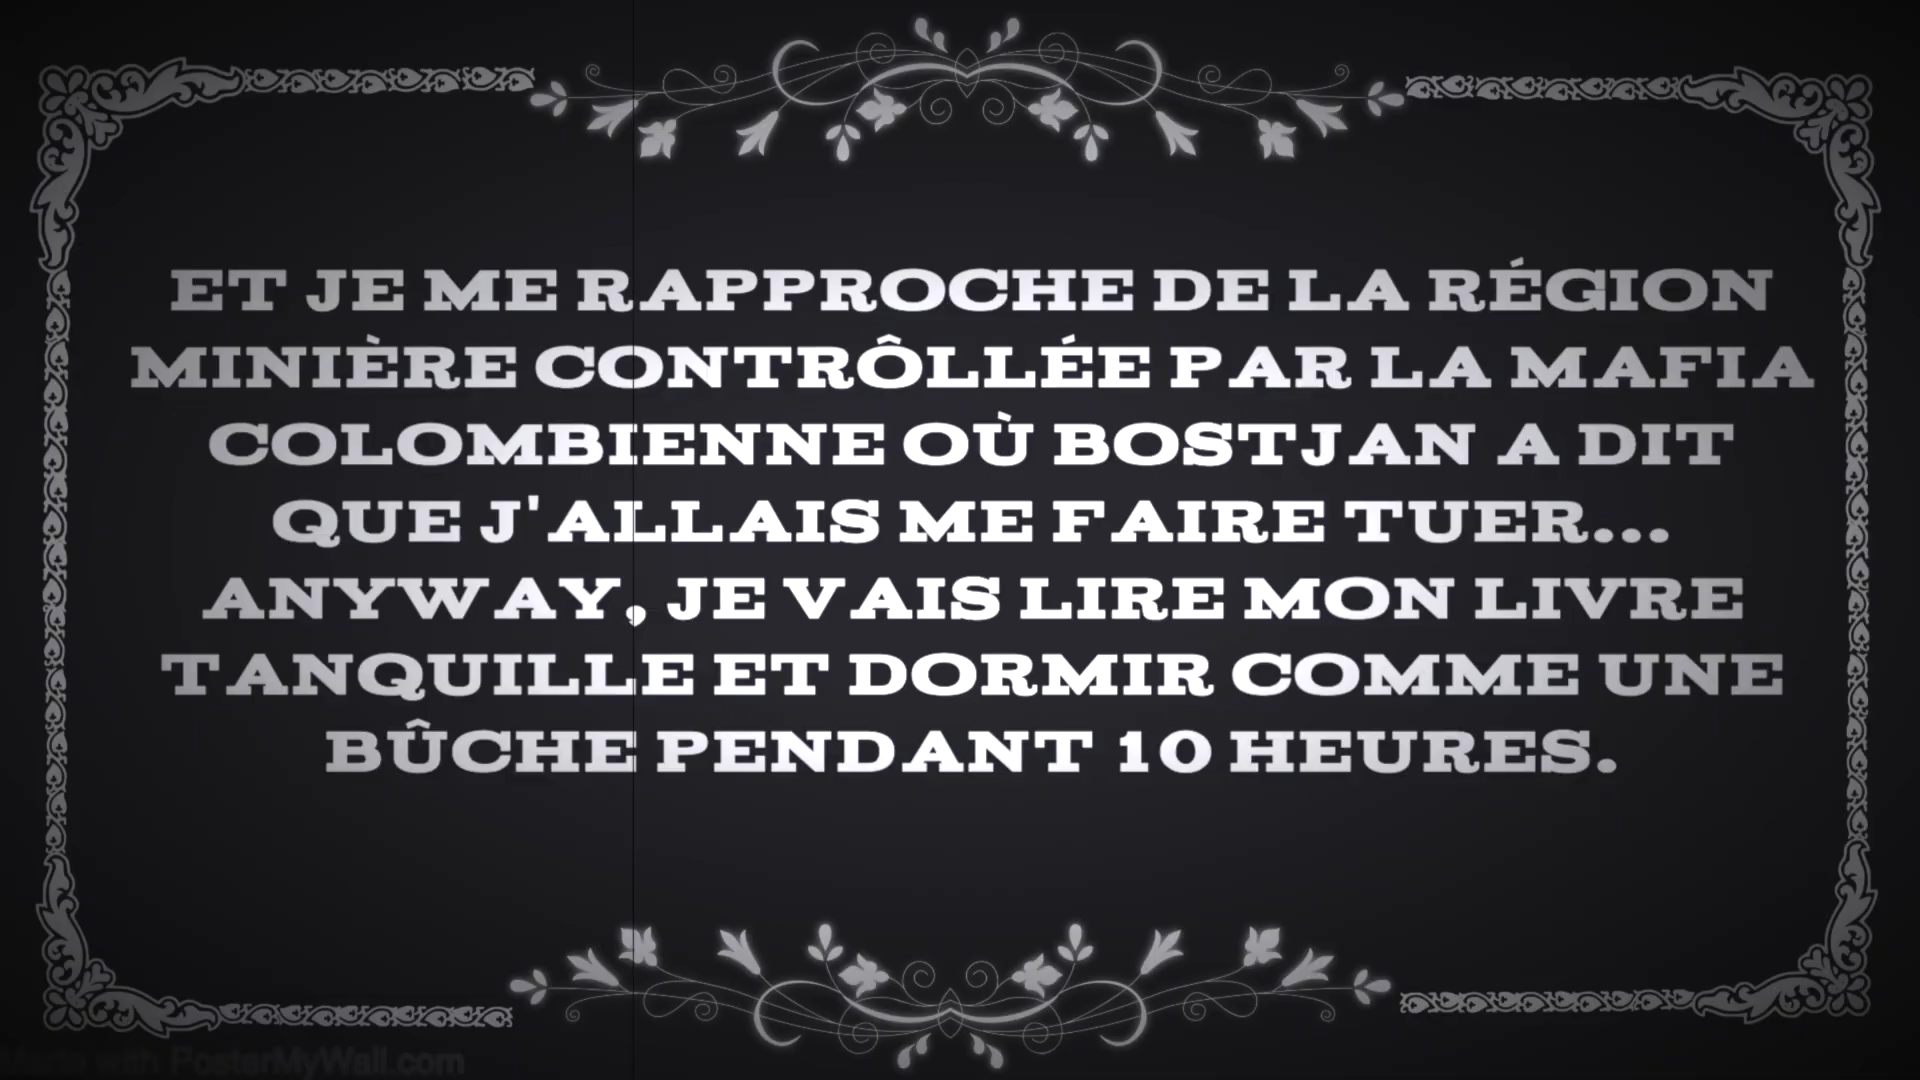 ET JE ME RAPPROCHE DE LA RÉGION
MINIÈRE CONTRÔLLÉE PAR LA MAFIA
COLOMBIENNE OÙ BOSTJAN A DIT
QUE J'ALLAIS ME FAIRE TUER...
ANYWAY, JE VAIS LIRE MON LIVRE
TANQUILLE ET DORMIR COMME UNE
BÛCHE PENDANT 10 HEURES.
Made with PosterMyWall.com